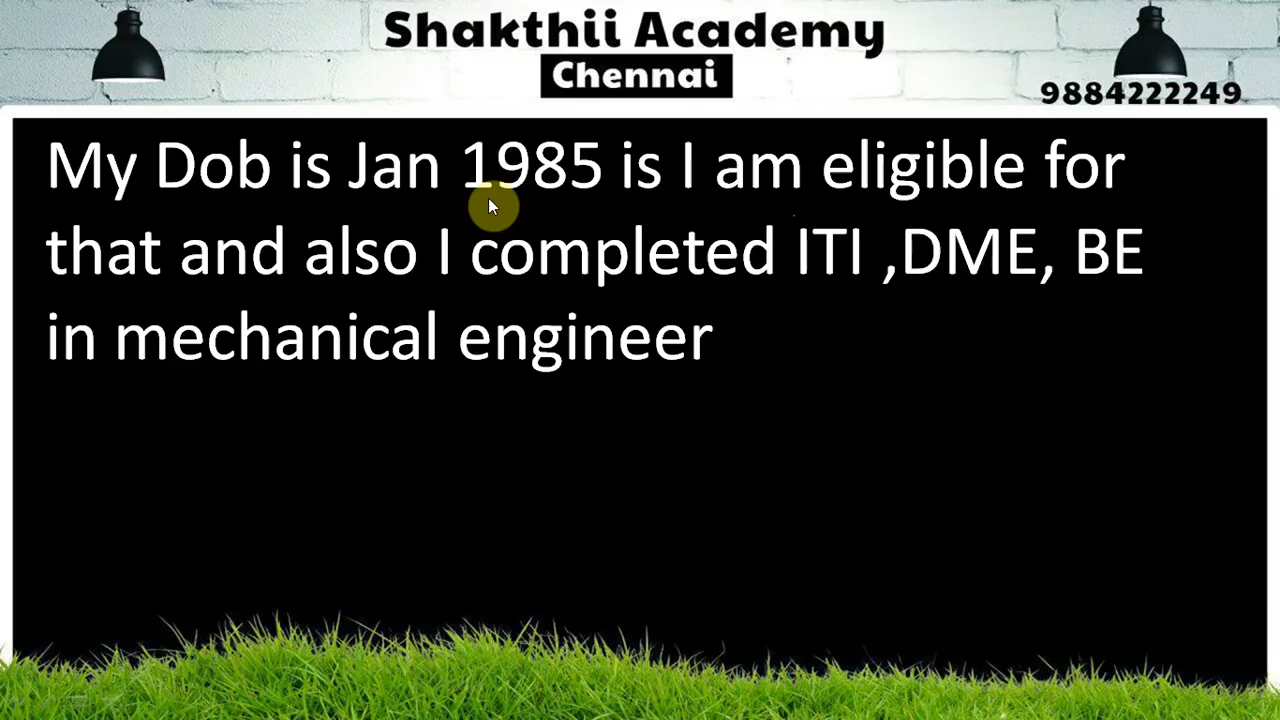 Shakthii Academy
Chennai
9884222249
My Dob is Jan 1985 is I am eligible for
that and also I completed ITI ,DME, BE
in mechanical engineer